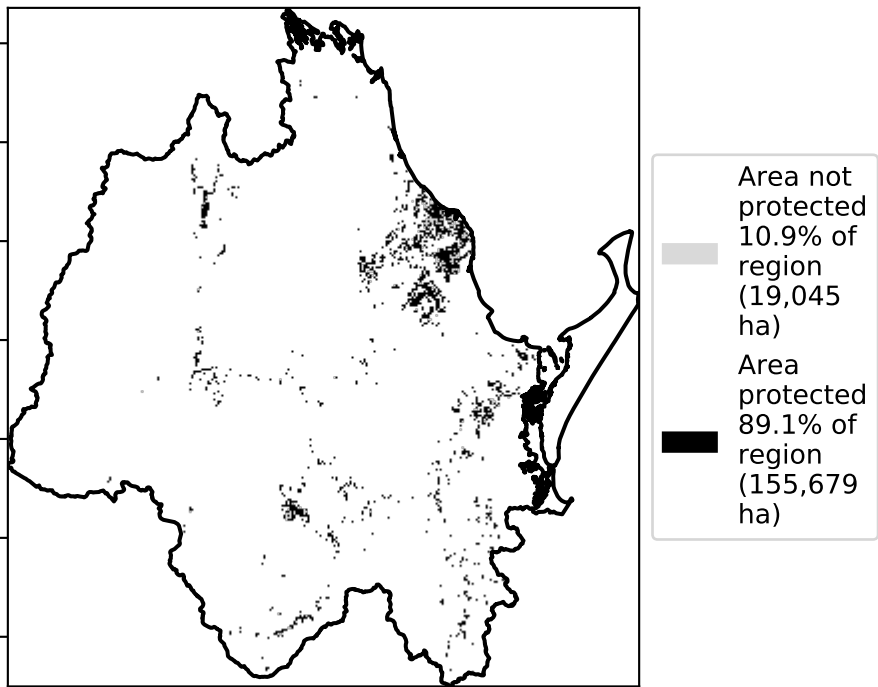 Area not
protected
10.9% of
region
(19,045
ha)
Area
protected
89.1% of
region
(155,679
ha)